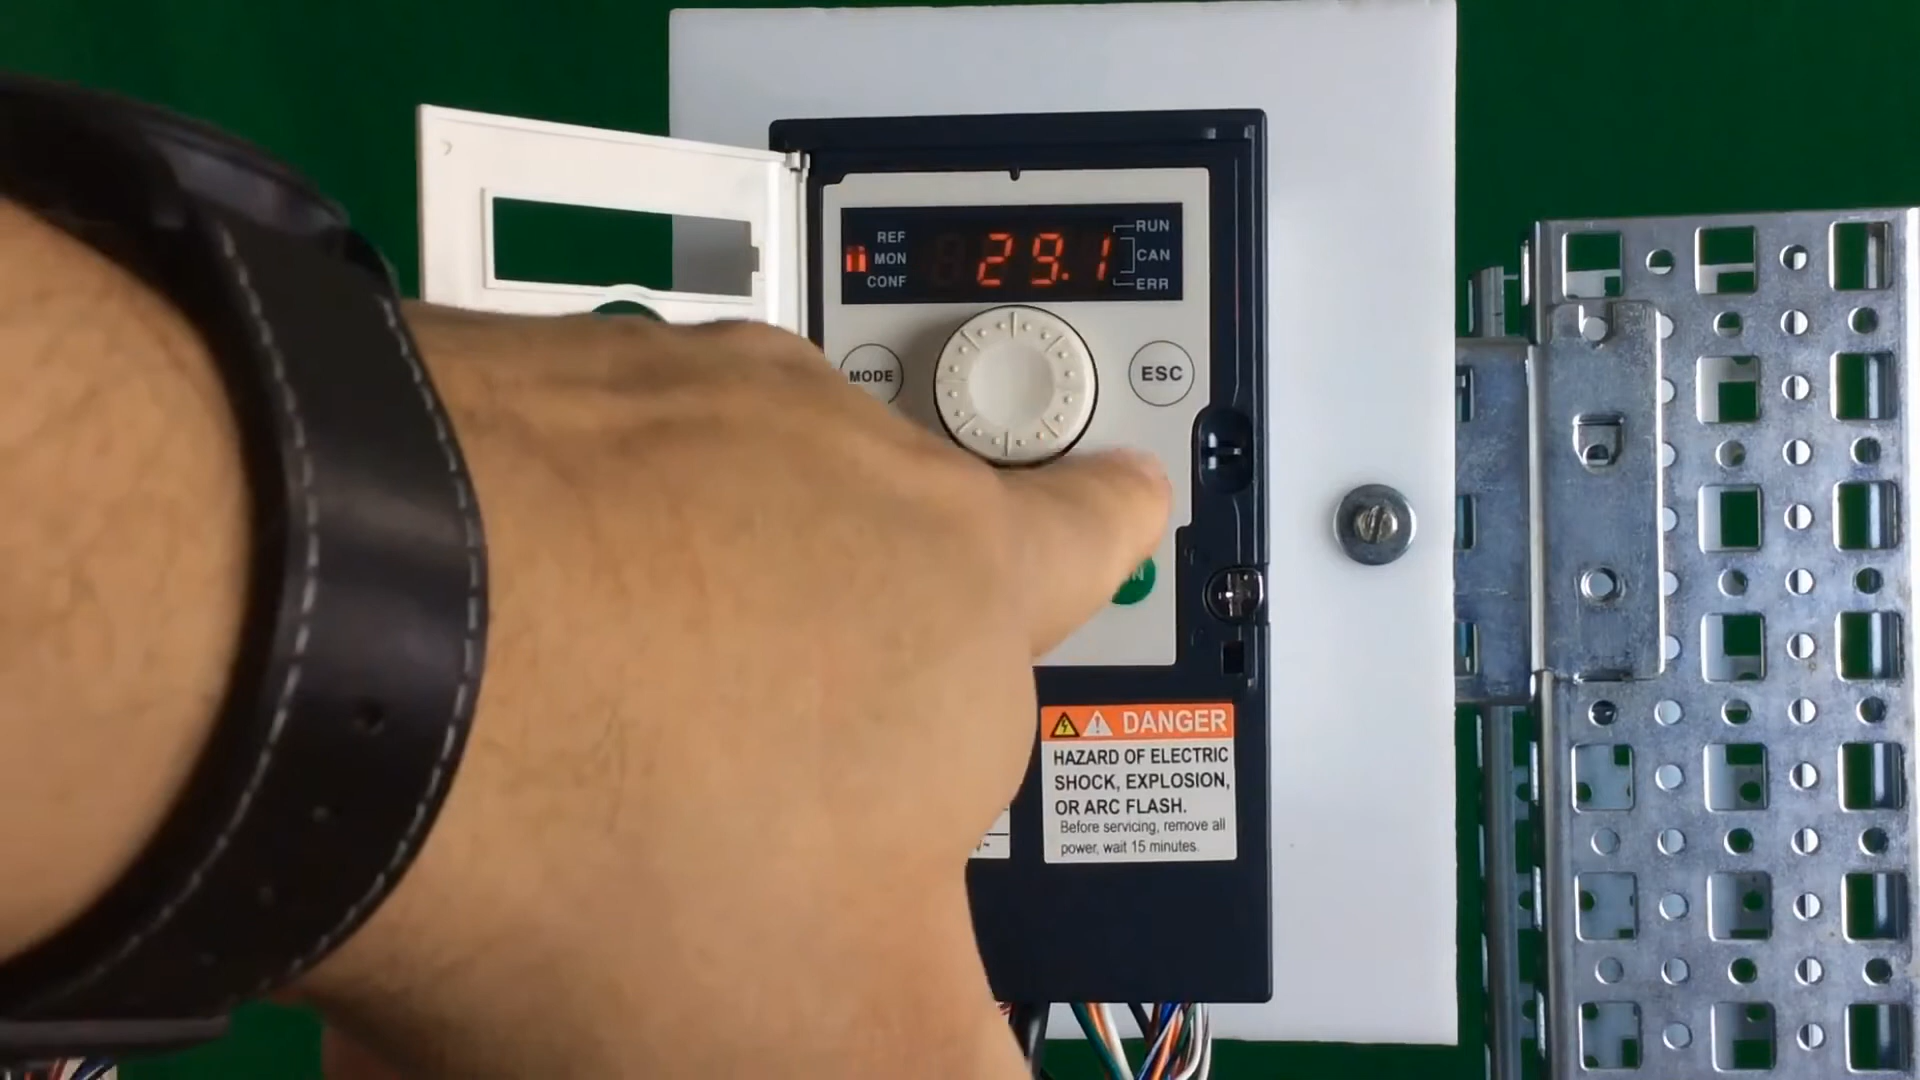 REF
MON
CONF
29.1
RUN
CAN
ERR
MODE
ESC
DANGER
HAZARD OF ELECTRIC
SHOCK, EXPLOSION,
OR ARC FLASH.
Before servicing, remove all
power, wait 15 minutes.